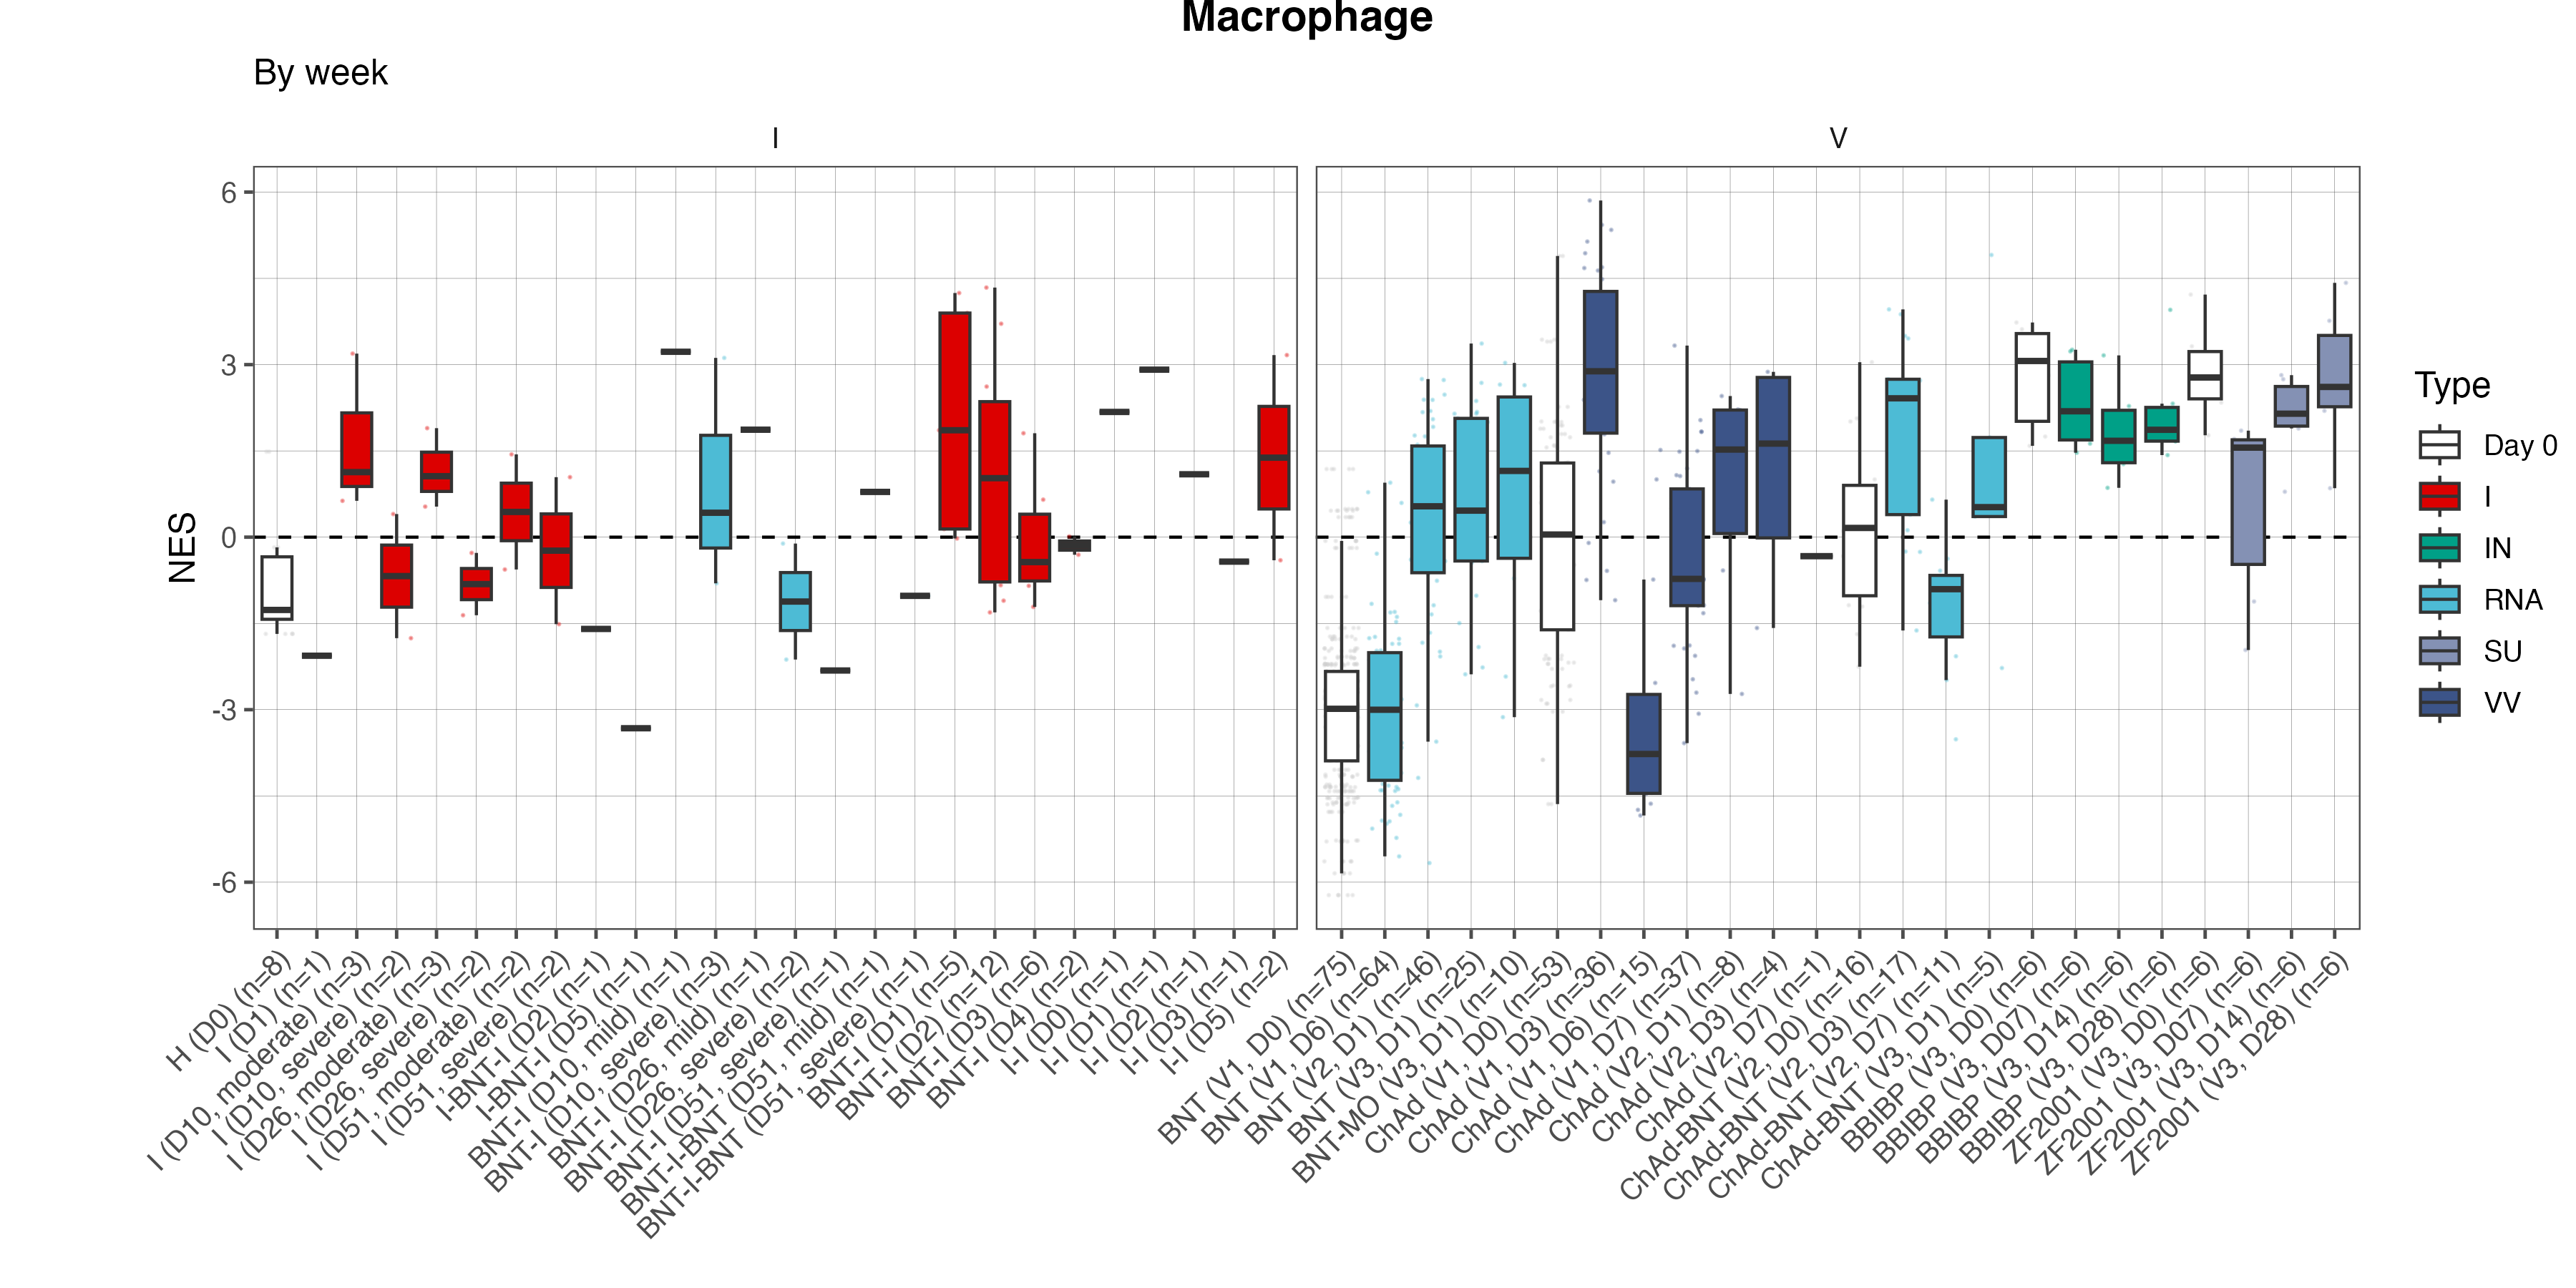 Macrophage
By week
I
V
NES
6
3
0
-3
-6
H (D0) (n=8)
I (D1) (n=1)
I (D10, moderate) (n=3)
I (D10, severe) (n=2)
I (D26, moderate) (n=3)
I (D26, severe) (n=2)
I (D51, moderate) (n=2)
I (D51, severe) (n=2)
I-BNT-I (D2) (n=1)
I-BNT-I (D5) (n=1)
BNT-I (D10, mild) (n=1)
BNT-I (D10, severe) (n=3)
BNT-I (D26, mild) (n=1)
BNT-I (D26, severe) (n=2)
BNT-I (D51, severe) (n=1)
BNT-I-BNT (D51, mild) (n=1)
BNT-I-BNT (D51, severe) (n=1)
BNT-I (D1) (n=5)
BNT-I (D2) (n=12)
BNT-I (D3) (n=6)
BNT-I (D4) (n=2)
I-I (D0) (n=1)
I-I (D1) (n=1)
I-I (D2) (n=1)
I-I (D3) (n=1)
I-I (D5) (n=2)
BNT (V1, D0) (n=75)
BNT (V1, D6) (n=64)
BNT (V2, D1) (n=46)
BNT (V3, D1) (n=25)
BNT-MO (V3, D1) (n=10)
ChAd (V1, D0) (n=53)
ChAd (V1, D3) (n=36)
ChAd (V1, D6) (n=15)
ChAd (V1, D7) (n=37)
ChAd (V2, D1) (n=8)
ChAd (V2, D3) (n=4)
ChAd (V2, D7) (n=1)
ChAd-BNT (V2, D0) (n=16)
ChAd-BNT (V2, D3) (n=17)
ChAd-BNT (V2, D7) (n=11)
ChAd-BNT (V3, D1) (n=5)
BBIBP (V3, D0) (n=6)
BBIBP (V3, D07) (n=6)
BBIBP (V3, D14) (n=6)
BBIBP (V3, D28) (n=6)
ZF2001 (V3, D0) (n=6)
ZF2001 (V3, D07) (n=6)
ZF2001 (V3, D14) (n=6)
ZF2001 (V3, D28) (n=6)
Type
Day 0
I
IN
RNA
SU
VV